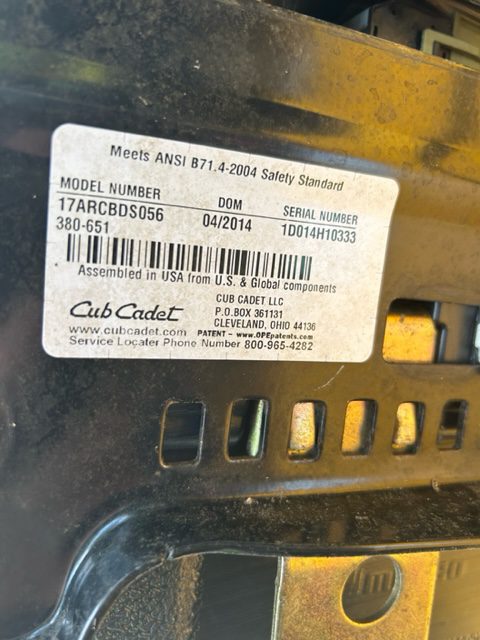 Meets ANSI B71.4-2004 Safety Standard
MODEL NUMBER DOM SERIAL NUMBER
17ARCBDS056 04/2014 1D014H10333
380-651
Assembled in USA from U.S. & Global components
Cub Cadet
CUB CADET LLC
P.O.BOX 361131
CLEVELAND, OHIO 44136
www.cubcadet.com PATENT - www.OPEpatents.com
Service Locater Phone Number 800-965-4282